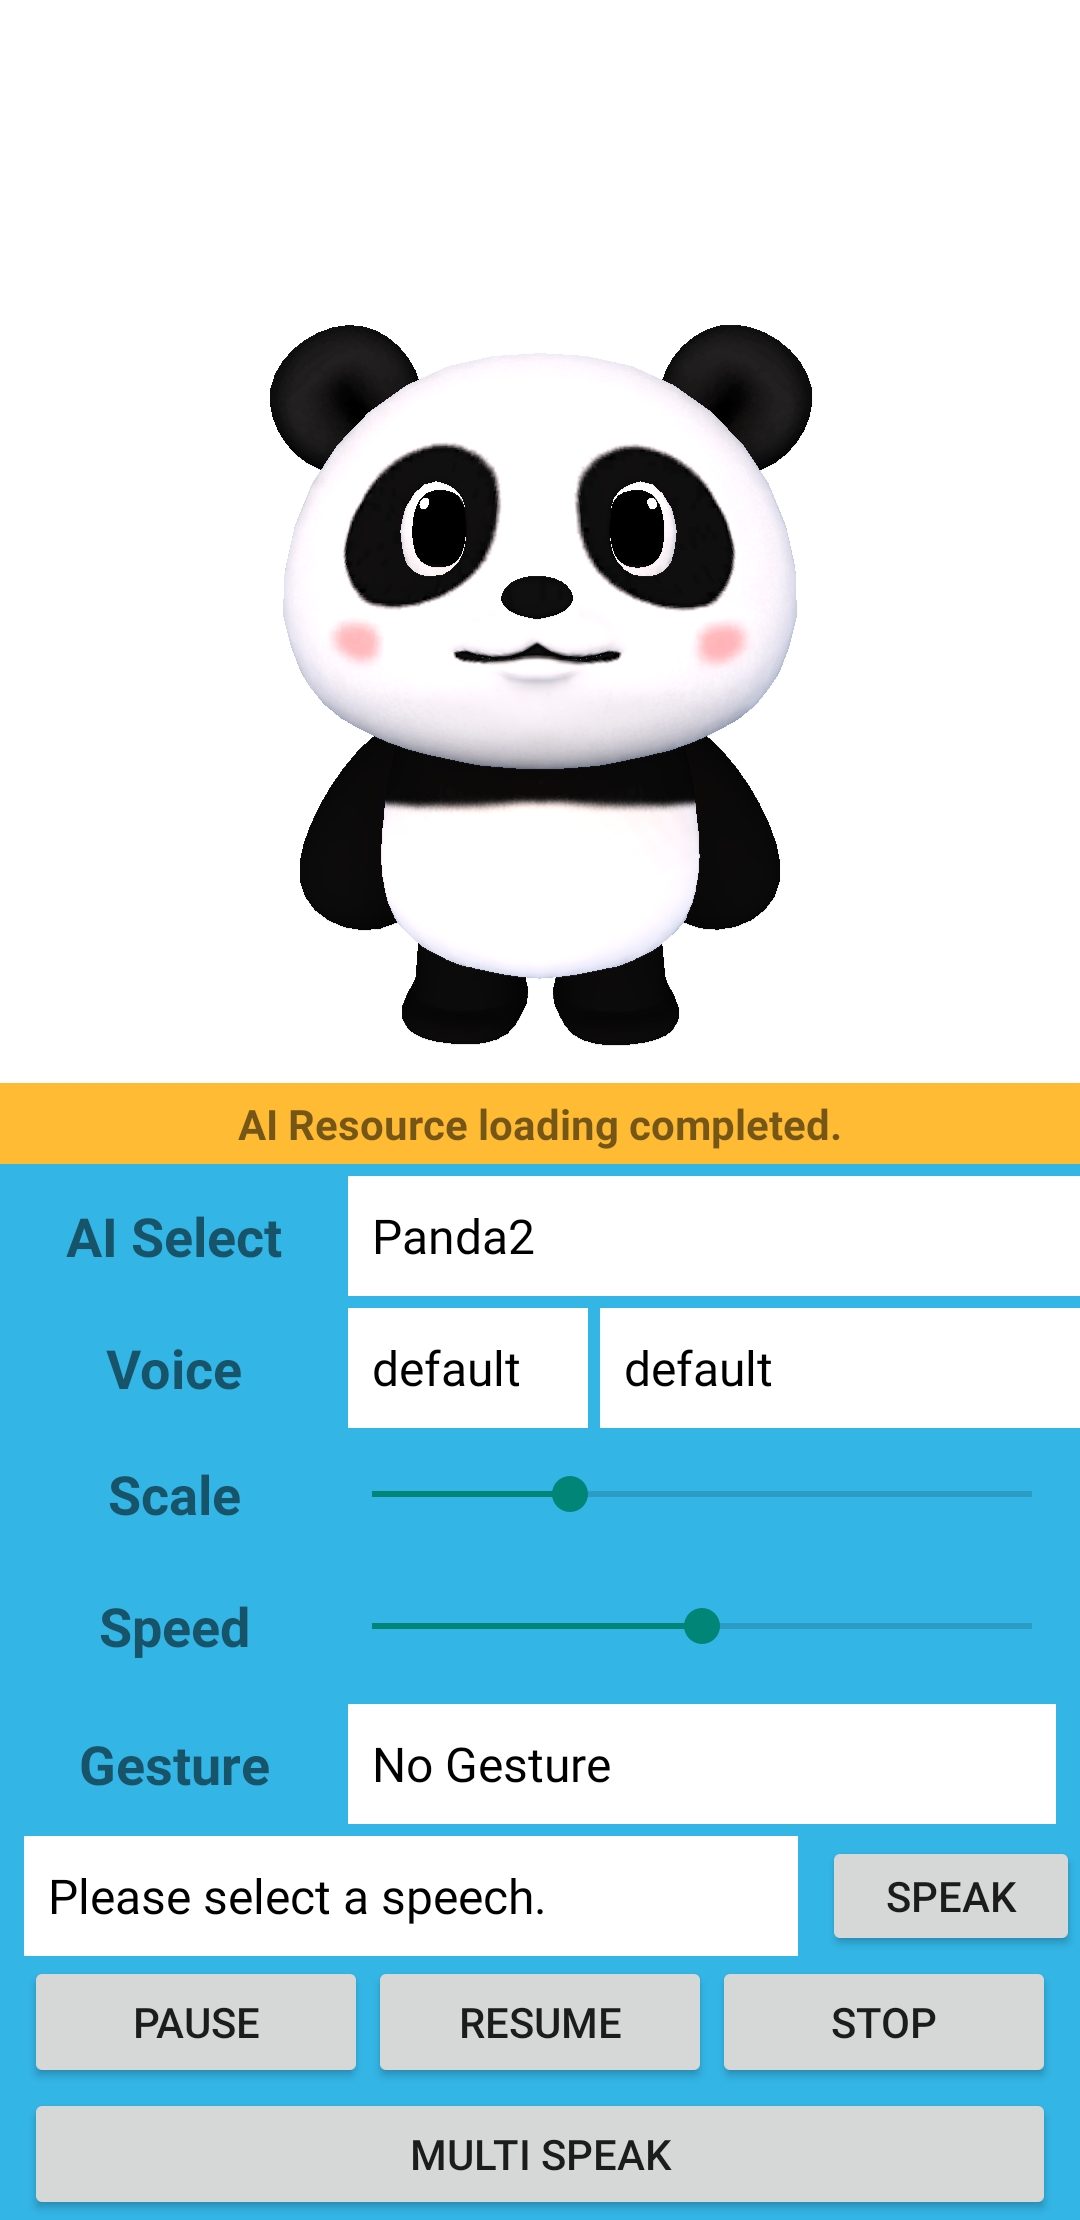 AI Resource loading completed.
AI Select
Panda2
Voice
default
default
Scale
Speed
Gesture
No Gesture
Please select a speech.
SPEAK
PAUSE
RESUME
STOP
MULTI SPEAK